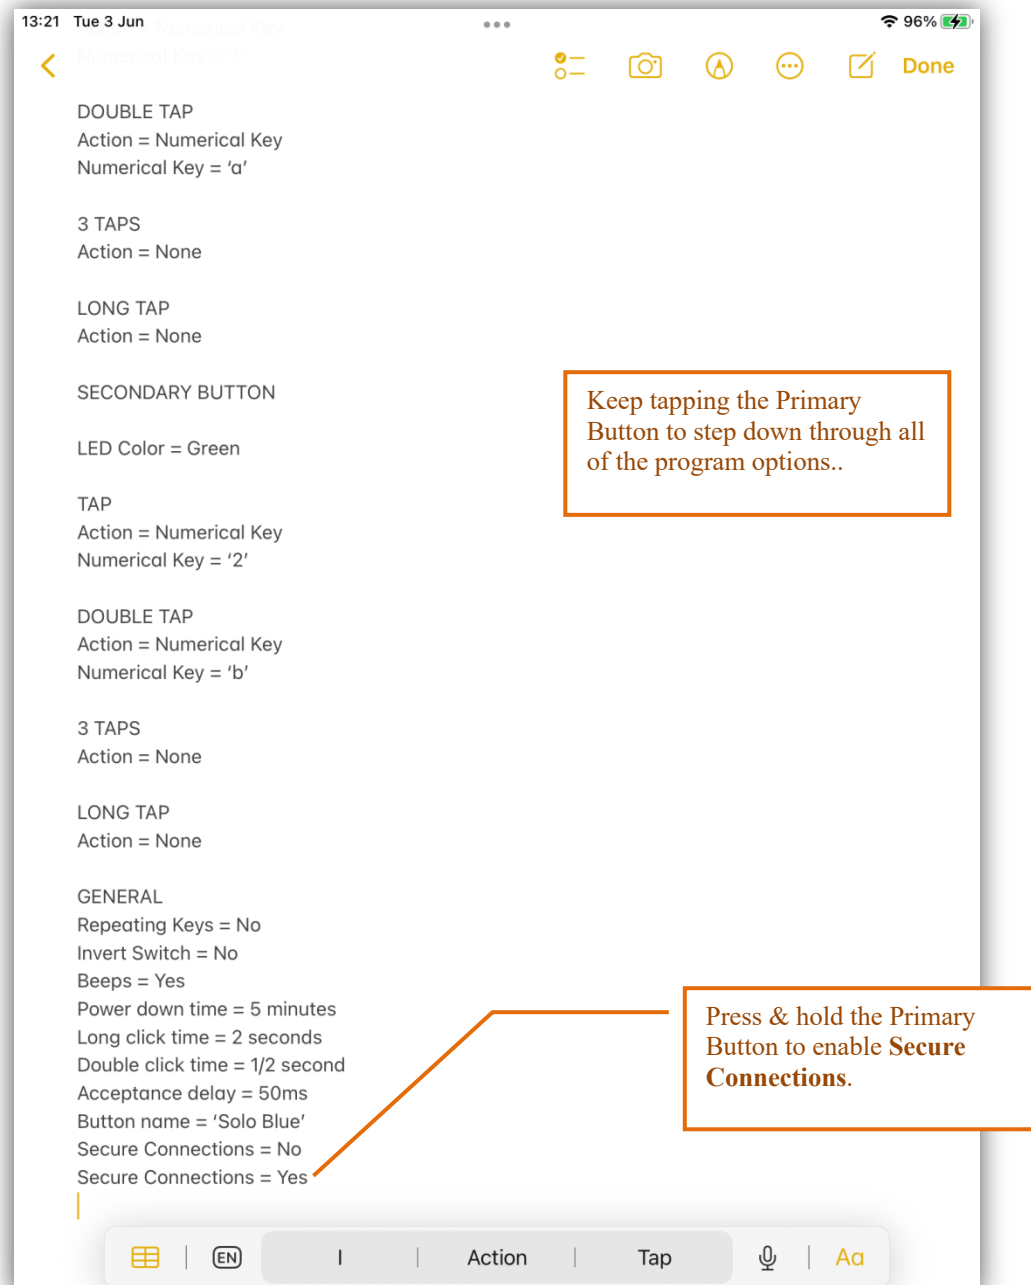 13:21 Tue 3 Jun
96%
Numerical Key = '1'
Done
DOUBLE TAP
Action = Numerical Key
Numerical Key = ‘a’
3 TAPS
Action = None
LONG TAP
Action = None
SECONDARY BUTTON
LED Color = Green
TAP
Action = Numerical Key
Numerical Key = ‘2’
DOUBLE TAP
Action = Numerical Key
Numerical Key = ‘b’
3 TAPS
Action = None
LONG TAP
Action = None
GENERAL
Repeating Keys = No
Invert Switch = No
Beeps = Yes
Power down time = 5 minutes
Long click time = 2 seconds
Double click time = 1/2 second
Acceptance delay = 50ms
Button name = ‘Solo Blue’
Secure Connections = No
Secure Connections = Yes
Keep tapping the Primary
Button to step down through all
of the program options..
Press & hold the Primary
Button to enable Secure
Connections.
EN
I
Action
Tap
Aa